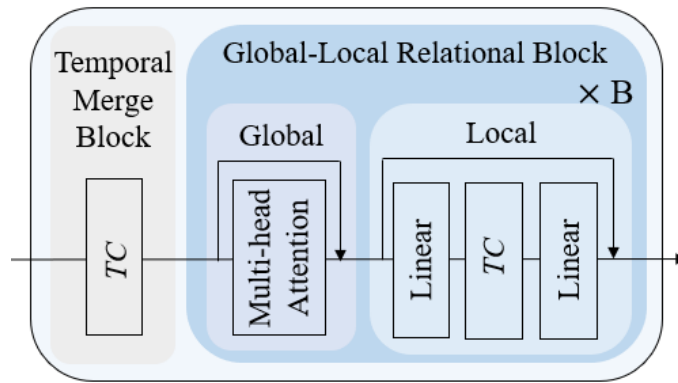 Temporal
Merge
Block
TC
Global-Local Relational Block
× B
Global
Multi-head
Attention
Local
Linear
TC
Linear